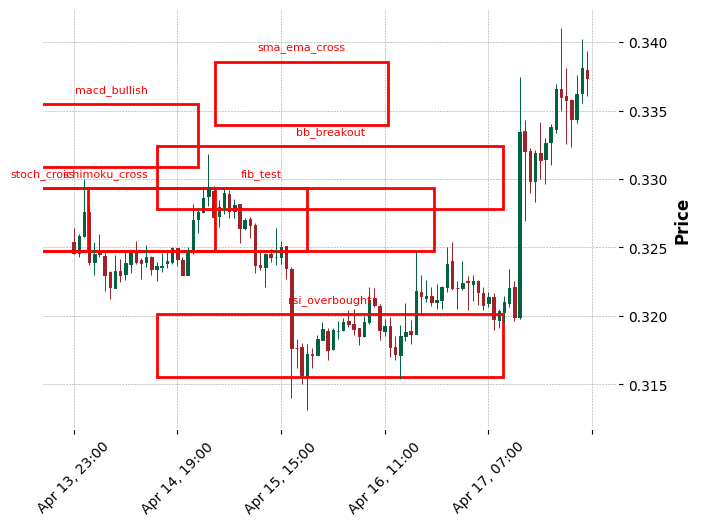 sma_ema_cross
0.340
macd_bullish
0.335
bb_breakout
stoch_cross
ichimoku_cross
fib_test
0.330
0.325
Price
rsi_overbought
0.320
0.315
Apr 13, 23:00
Apr 14, 19:00
Apr 15, 15:00
Apr 16, 11:00
Apr 17, 07:00